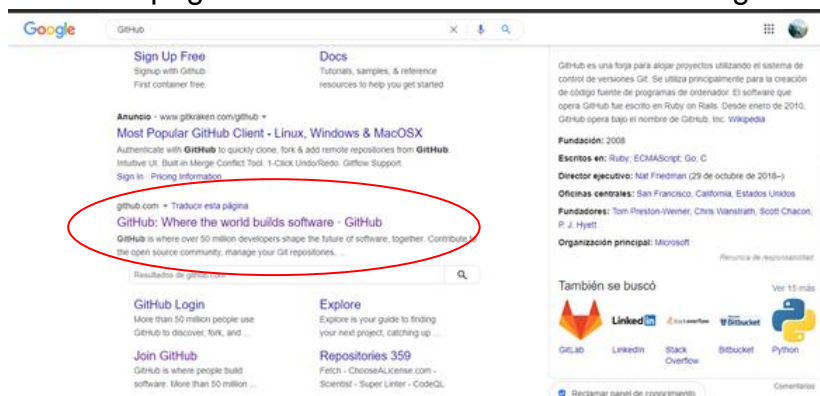 Google
GitHub
Sign Up Free
Signup with Github
First container free
Docs
Tutorials, samples, & reference
resources to help you get started
Anuncio · www.gitkraken.com/github
Most Popular GitHub Client - Linux, Windows & MacOSX
Authenticate with GitHub to quickly clone, fork & add remote repositories from GitHub.
Intuitive UI. Built-in Merge Conflict Tool. 1-Click Undo/Redo. Gitflow Support.
Sign in · Pricing Information
github.com Traducir esta página
GitHub: Where the world builds software · GitHub
GitHub is where over 50 million developers shape the future of software, together. Contribute to
the open source community, manage your Git repositories, ...
Resultados de github.com
GitHub Login
More than 50 million people use
GitHub to discover, fork, and ...
Explore
Explore is your guide to finding
your next project, catching up ...
Join GitHub
GitHub is where people build
software. More than 50 million ...
Repositories 359
Fetch - ChooseALicense.com -
Scientist - Super Linter - CodeQL
GitHub es una forja para alojar proyectos utilizando el sistema de
control de versiones Git. Se utiliza principalmente para la creación
de código fuente de programas de ordenador. El software que
opera GitHub fue escrito en Ruby on Rails. Desde enero de 2010,
GitHub opera bajo el nombre de GitHub, Inc. Wikipedia
Fundación: 2008
Escritos en: Ruby, ECMAScript, Go, C
Director ejecutivo: Nat Friedman (29 de octubre de 2018–)
Oficinas centrales: San Francisco, California, Estados Unidos
Fundadores: Tom Preston-Werner, Chris Wanstrath, Scott Chacon,
P. J. Hyett
Organización principal: Microsoft
Renuncia de responsabilidad
También se buscó
Ver 15 más
Linked in
stackoverflow
Bitbucket
GitLab
LinkedIn
Stack
Overflow
Bitbucket
Python
Comentarios
Reclamar panel de conocimiento